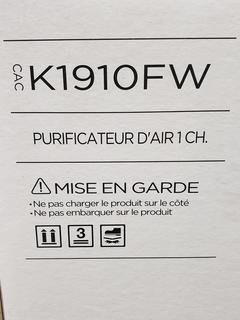 CAC
K1910FW
PURIFICATEUR D'AIR 1 CH.
MISE EN GARDE
•Ne pas charger le produit sur le côté
•Ne pas embarquer sur le produit
3